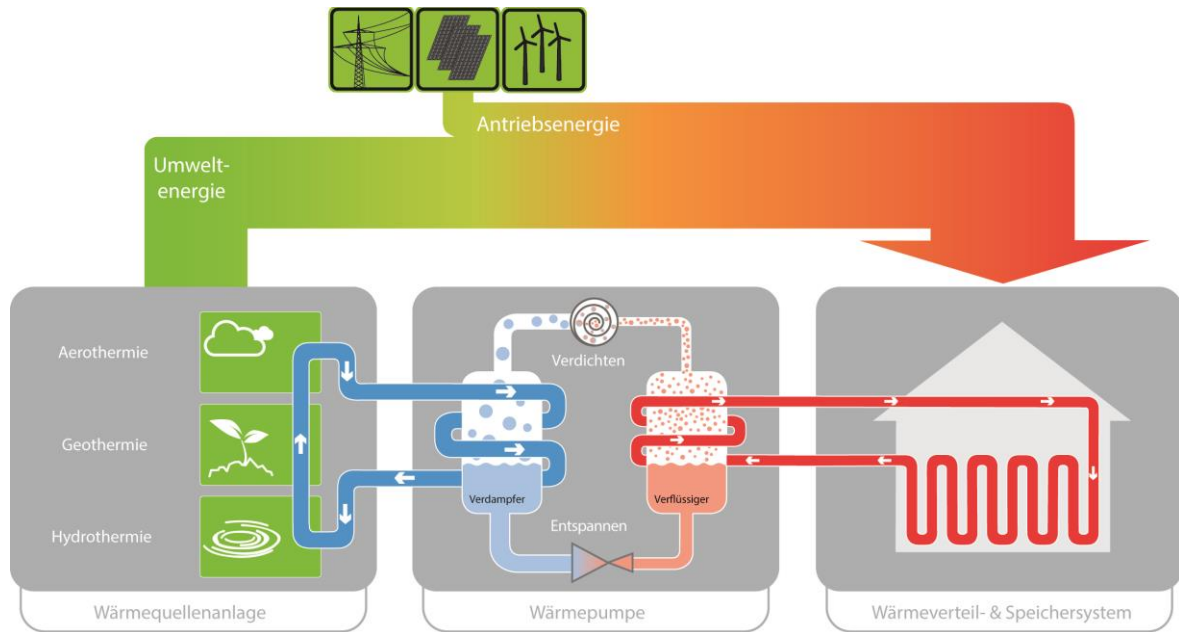 Antriebsenergie
Umwelt-
energie
Aerothermie
Geothermie
Hydrothermie
Verdichten
Verdampfer
Verflüssiger
Entspannen
Wärmequellenanlage
Wärmepumpe
Wärmeverteil- & Speichersystem